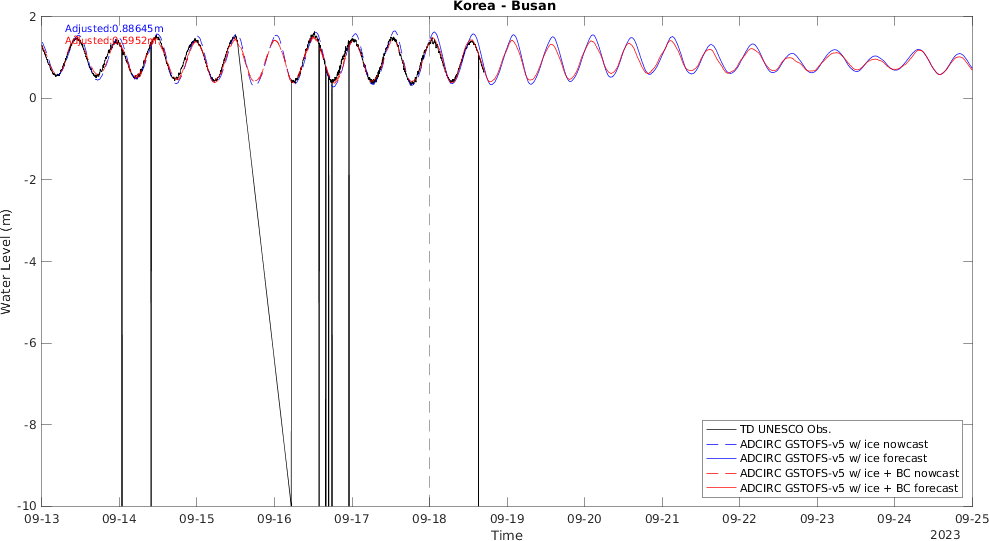 Korea - Busan
Adjusted:0.88645m
Adjusted:0.5952m
2
0
-2
-4
-6
-8
-10
Water Level (m)
09-13
09-14
09-15
09-16
09-17
09-18
09-19
09-20
09-21
09-22
09-23
09-24
09-25
Time
2023
TD UNESCO Obs.
ADCIRC GSTOFS-v5 w/ ice nowcast
ADCIRC GSTOFS-v5 w/ ice forecast
ADCIRC GSTOFS-v5 w/ ice + BC nowcast
ADCIRC GSTOFS-v5 w/ ice + BC forecast